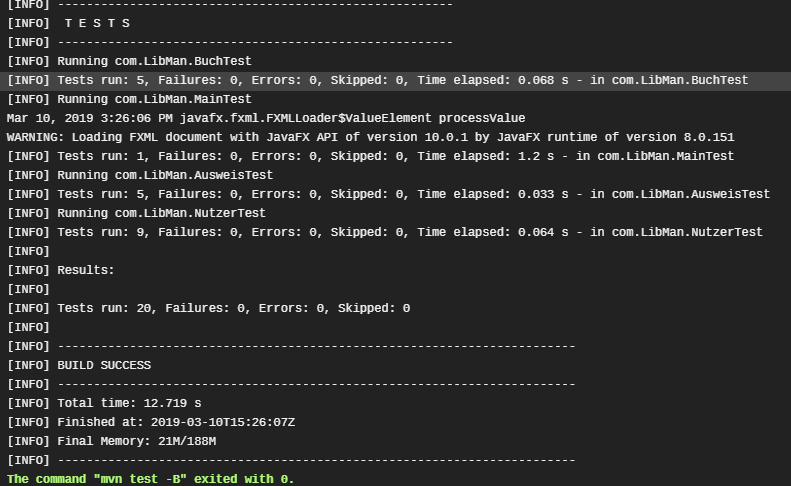 [INFO] -------------------------------------------------------
[INFO]  T E S T S
[INFO] -------------------------------------------------------
[INFO] Running com.LibMan.BuchTest
[INFO] Tests run: 5, Failures: 0, Errors: 0, Skipped: 0, Time elapsed: 0.068 s - in com.LibMan.BuchTest
[INFO] Running com.LibMan.MainTest
Mar 10, 2019 3:26:06 PM javafx.fxml.FXMLLoader$ValueElement processValue
WARNING: Loading FXML document with JavaFX API of version 10.0.1 by JavaFX runtime of version 8.0.151
[INFO] Tests run: 1, Failures: 0, Errors: 0, Skipped: 0, Time elapsed: 1.2 s - in com.LibMan.MainTest
[INFO] Running com.LibMan.AusweisTest
[INFO] Tests run: 5, Failures: 0, Errors: 0, Skipped: 0, Time elapsed: 0.033 s - in com.LibMan.AusweisTest
[INFO] Running com.LibMan.NutzerTest
[INFO] Tests run: 9, Failures: 0, Errors: 0, Skipped: 0, Time elapsed: 0.064 s - in com.LibMan.NutzerTest
[INFO]
[INFO] Results:
[INFO]
[INFO] Tests run: 20, Failures: 0, Errors: 0, Skipped: 0
[INFO]
[INFO] ------------------------------------------------------------------------
[INFO] BUILD SUCCESS
[INFO] ------------------------------------------------------------------------
[INFO] Total time: 12.719 s
[INFO] Finished at: 2019-03-10T15:26:07Z
[INFO] Final Memory: 21M/188M
[INFO] ------------------------------------------------------------------------
The command "mvn test -B" exited with 0.